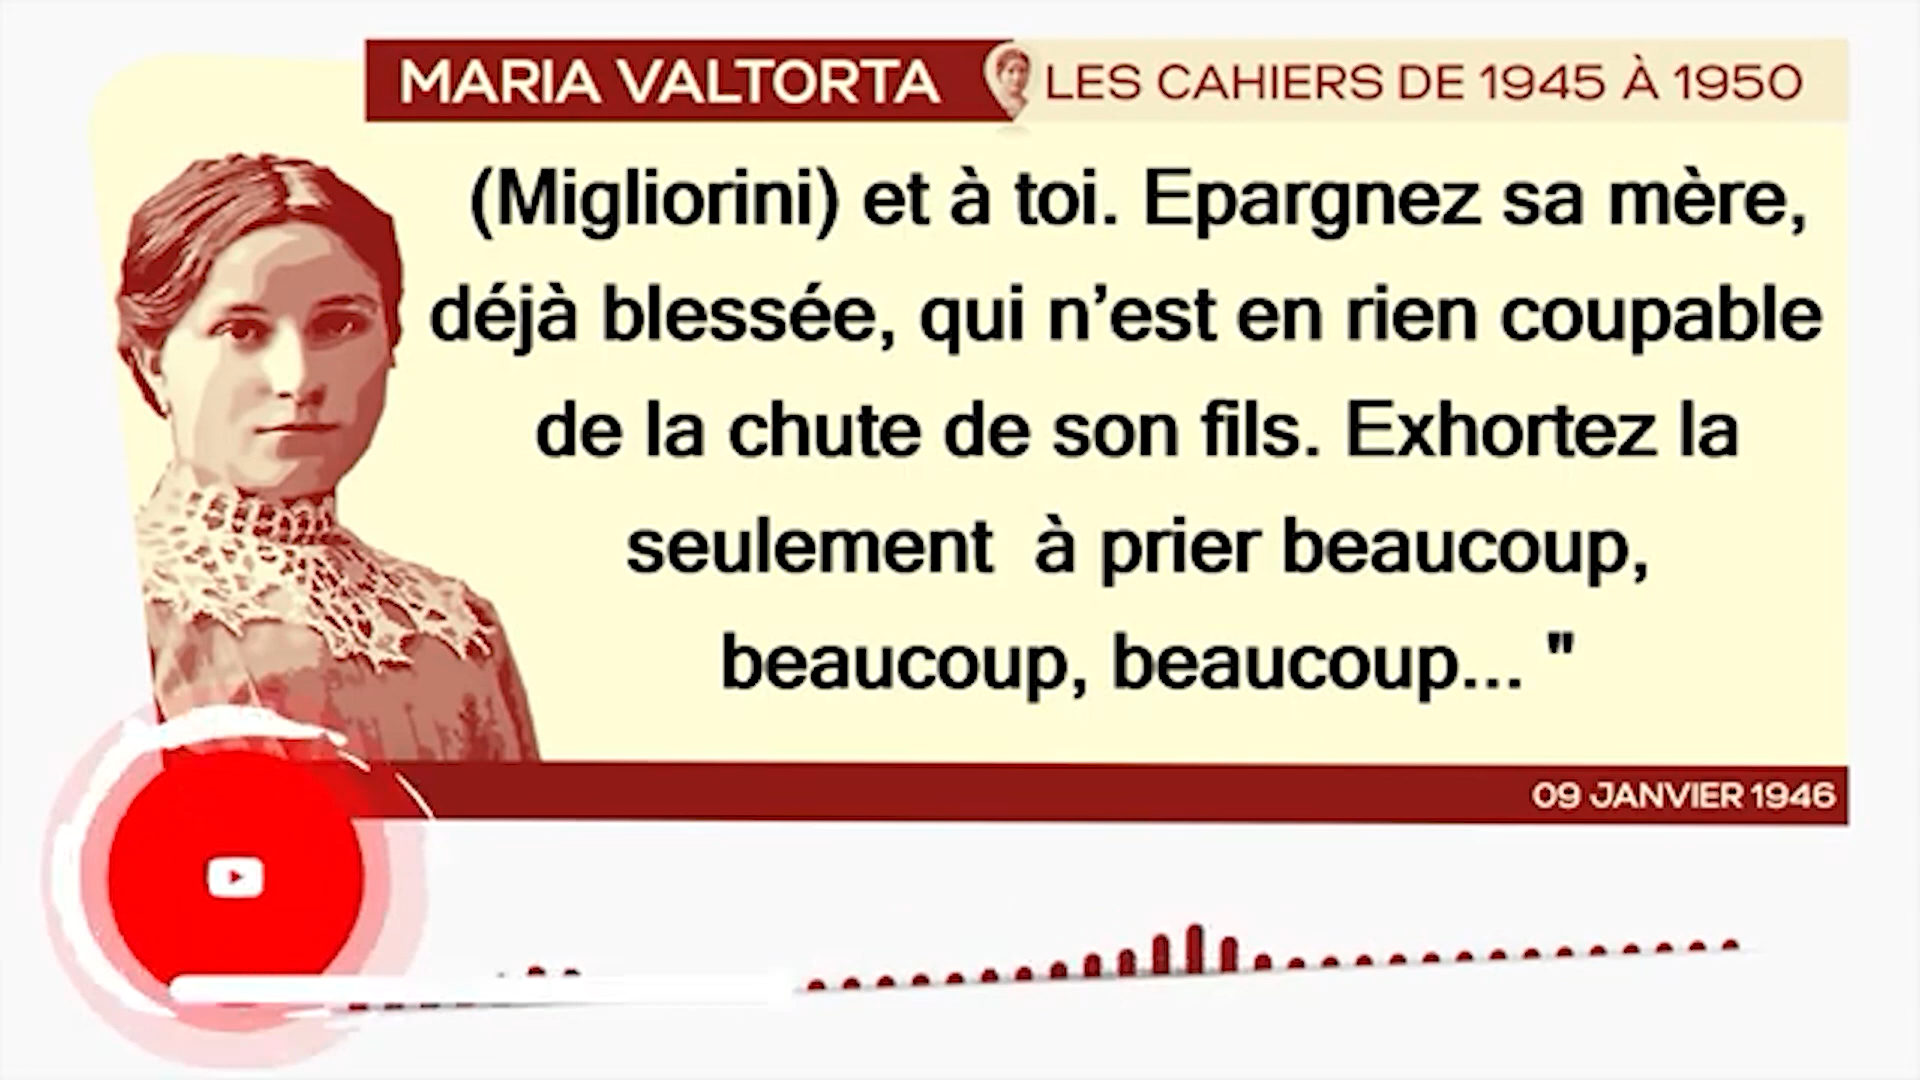 MARIA VALTORTA LES CAHIERS DE 1945 À 1950
(Migliorini) et à toi. Epargnez sa mère,
déjà blessée, qui n’est en rien coupable
de la chute de son fils. Exhortez la
seulement  à prier beaucoup,
beaucoup, beaucoup... "
09 JANVIER 1946